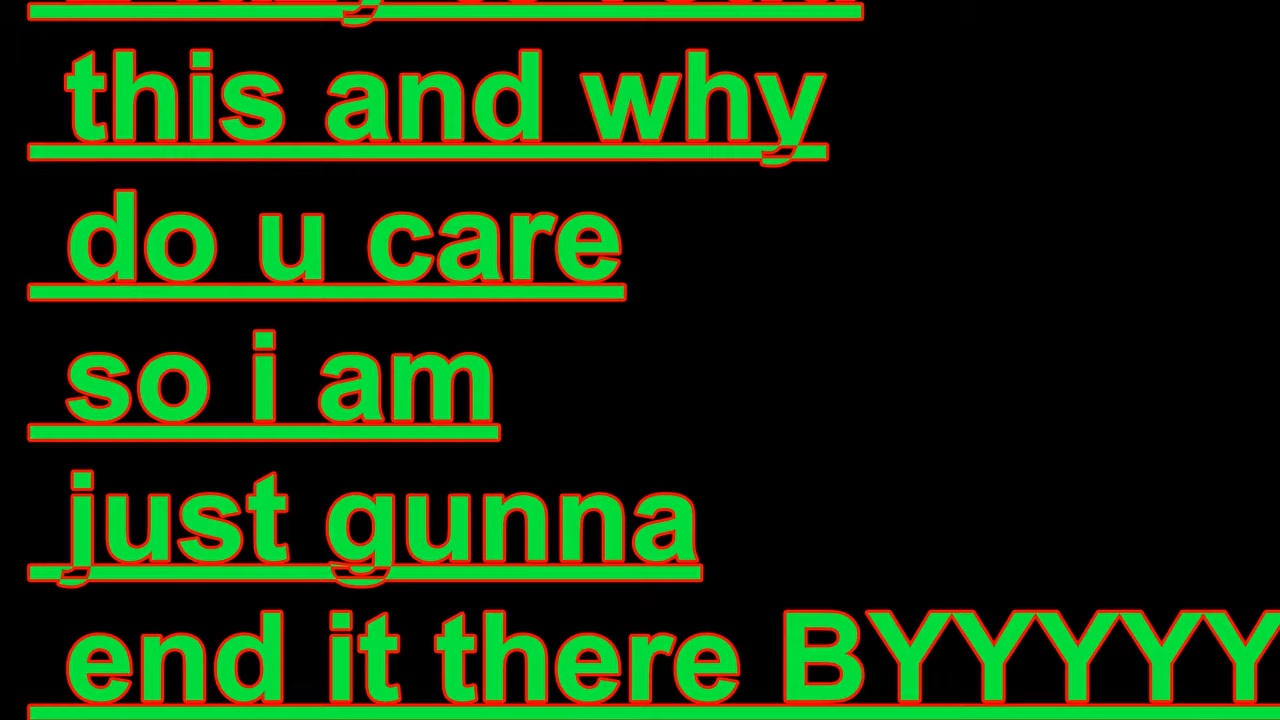 this and why
do u care
so i am
just gunna
end it there BYYYYY